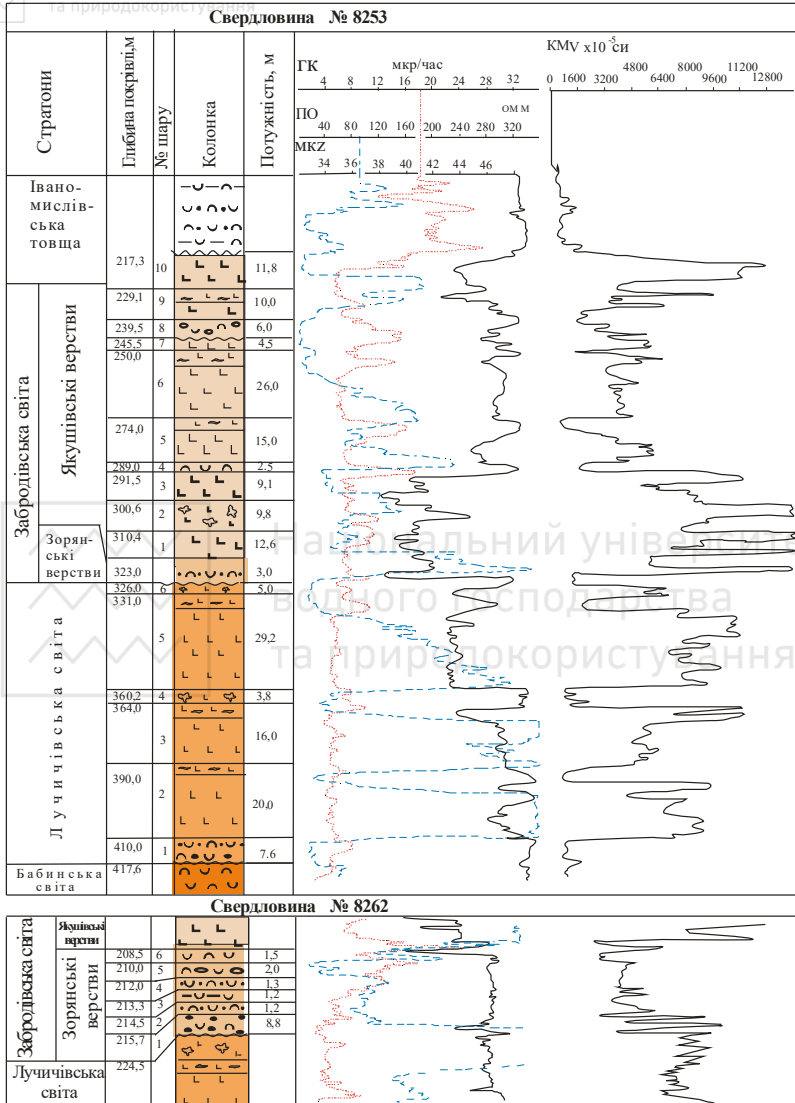 та природокористування
Свердловина № 8253
Стратони
Глибина покрівлі,м
№ шару
Колонка
Потужність, м
ГК мкр/час
4 8 12 16 20 24 28 32
ПО ОМ М
40 80 120 160 200 240 280 320
MKZ
34 36 38 40 42 44 46
KMV x10⁻⁵си
4800 8000 11200
0 1600 3200 6400 9600 12800
Івано-
мислів-
ська
товща
Забродівська світа
Якушівські верстви
Зорян-
ські
верстви
Лучичівська світа
Бабинська
світа
217,3 10 11,8
229,1 9 10,0
239,5 8 6,0
245,5 7 4,5
250,0
6 26,0
274,0
5 15,0
289,0 4 2.5
291,5 3 9,1
300,6 2 9,8
310,4 1 12,6
323,0 3,0
326,0 6 5,0
331,0
5 29,2
360,2 4 3,8
364,0
3 16,0
390,0
2 20,0
410,0 1 7.6
417,6
Національний університ
водного господарства
та природокористування
Свердловина № 8262
Забродівська світа
Якушівські
верстви
Зорянські
верстви
Лучичівська
світа
208,5 6 1,5
210,0 5 2,0
212,0 4 1,3
1,2
213,3 3 1,2
214,5 2 8,8
215,7 1
224,5